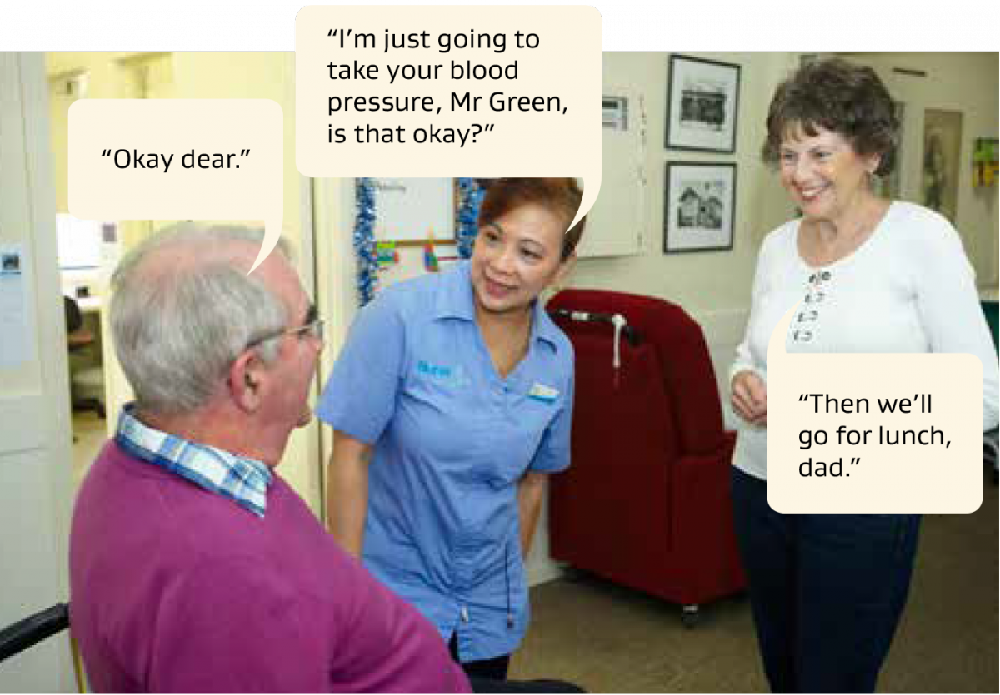 “I’m just going to
take your blood
pressure, Mr Green,
is that okay?”
“Okay dear.”
“Then we’ll
go for lunch,
dad.”